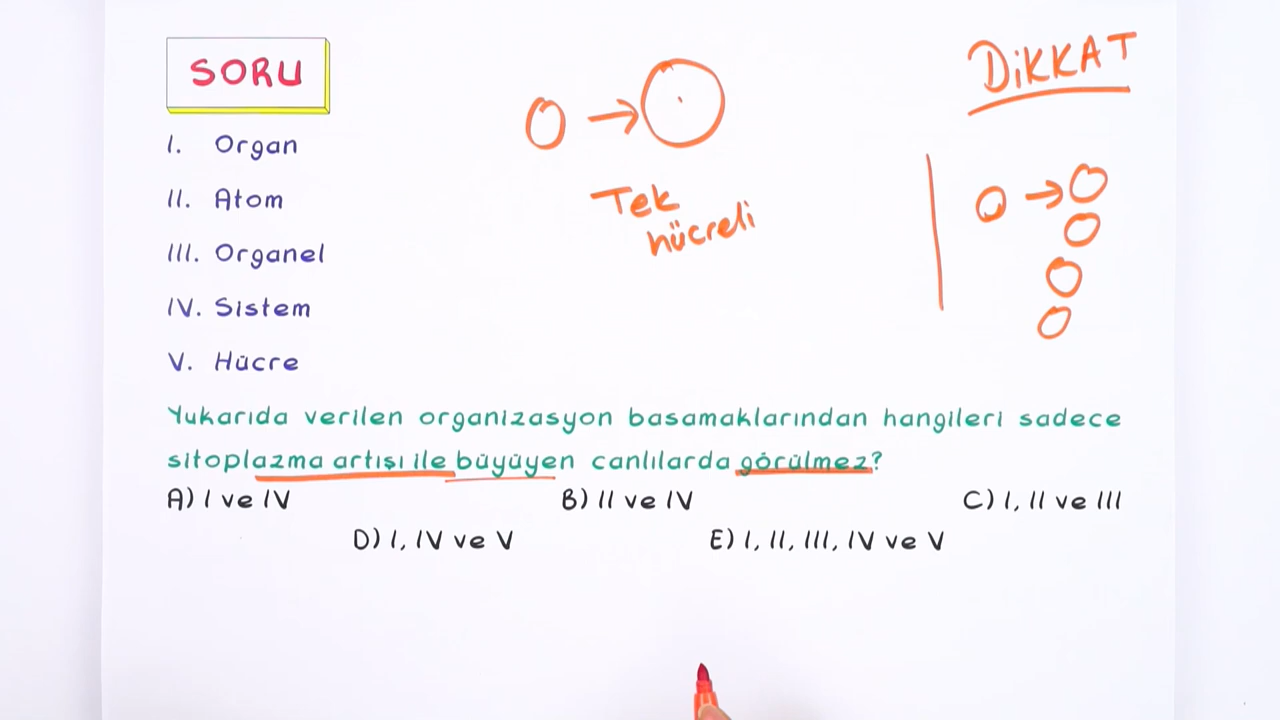 SORU
DİKKAT
I. Organ
II. Atom
III. Organel
IV. Sistem
V. Hücre
Tek
hücreli
Yukarıda verilen organizasyon basamaklarından hangileri sadece
sitoplazma artışı ile büyüyen canlılarda görülmez?
A) I ve IV B) II ve IV C) I, II ve III
D) I, IV ve V E) I, II, III, IV ve V